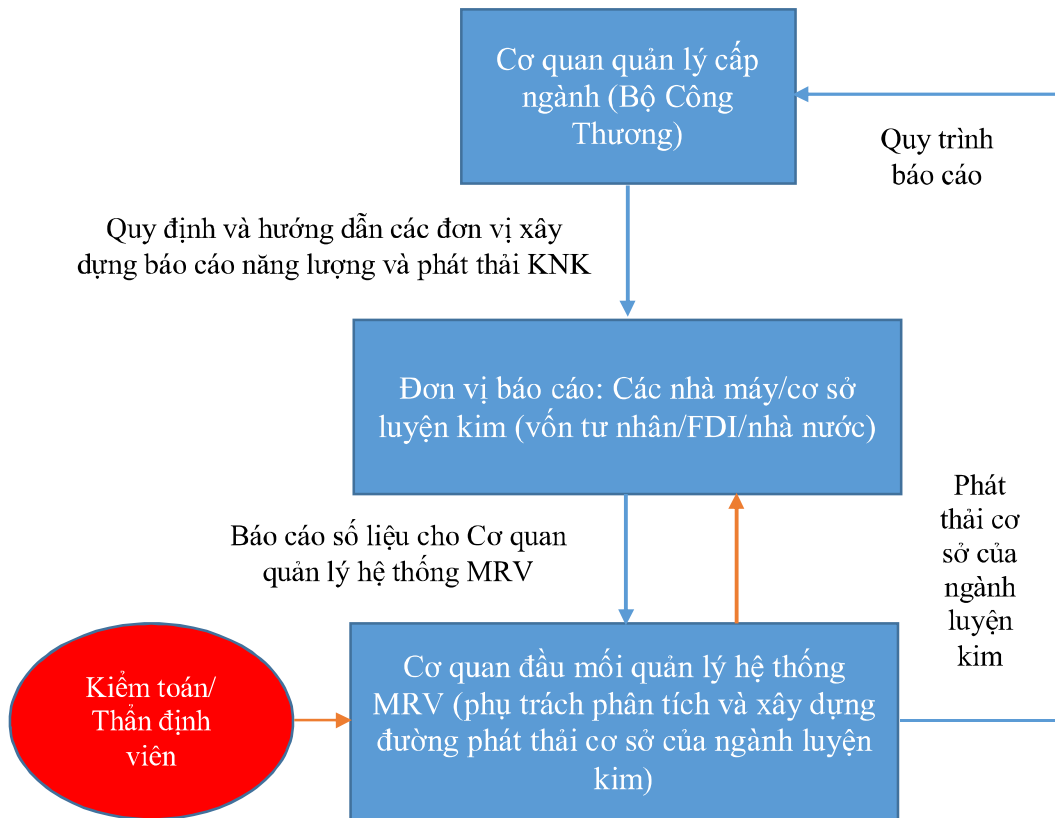 Cơ quan quản lý cấp
ngành (Bộ Công
Thương)
Quy trình
báo cáo
Quy định và hướng dẫn các đơn vị xây
dựng báo cáo năng lượng và phát thải KNK
Đơn vị báo cáo: Các nhà máy/cơ sở
luyện kim (vốn tư nhân/FDI/nhà nước)
Báo cáo số liệu cho Cơ quan
quản lý hệ thống MRV
Phát
thải cơ
sở của
ngành
luyện
kim
Kiểm toán/
Thẩn định
viên
Cơ quan đầu mối quản lý hệ thống
MRV (phụ trách phân tích và xây dựng
đường phát thải cơ sở của ngành luyện
kim)